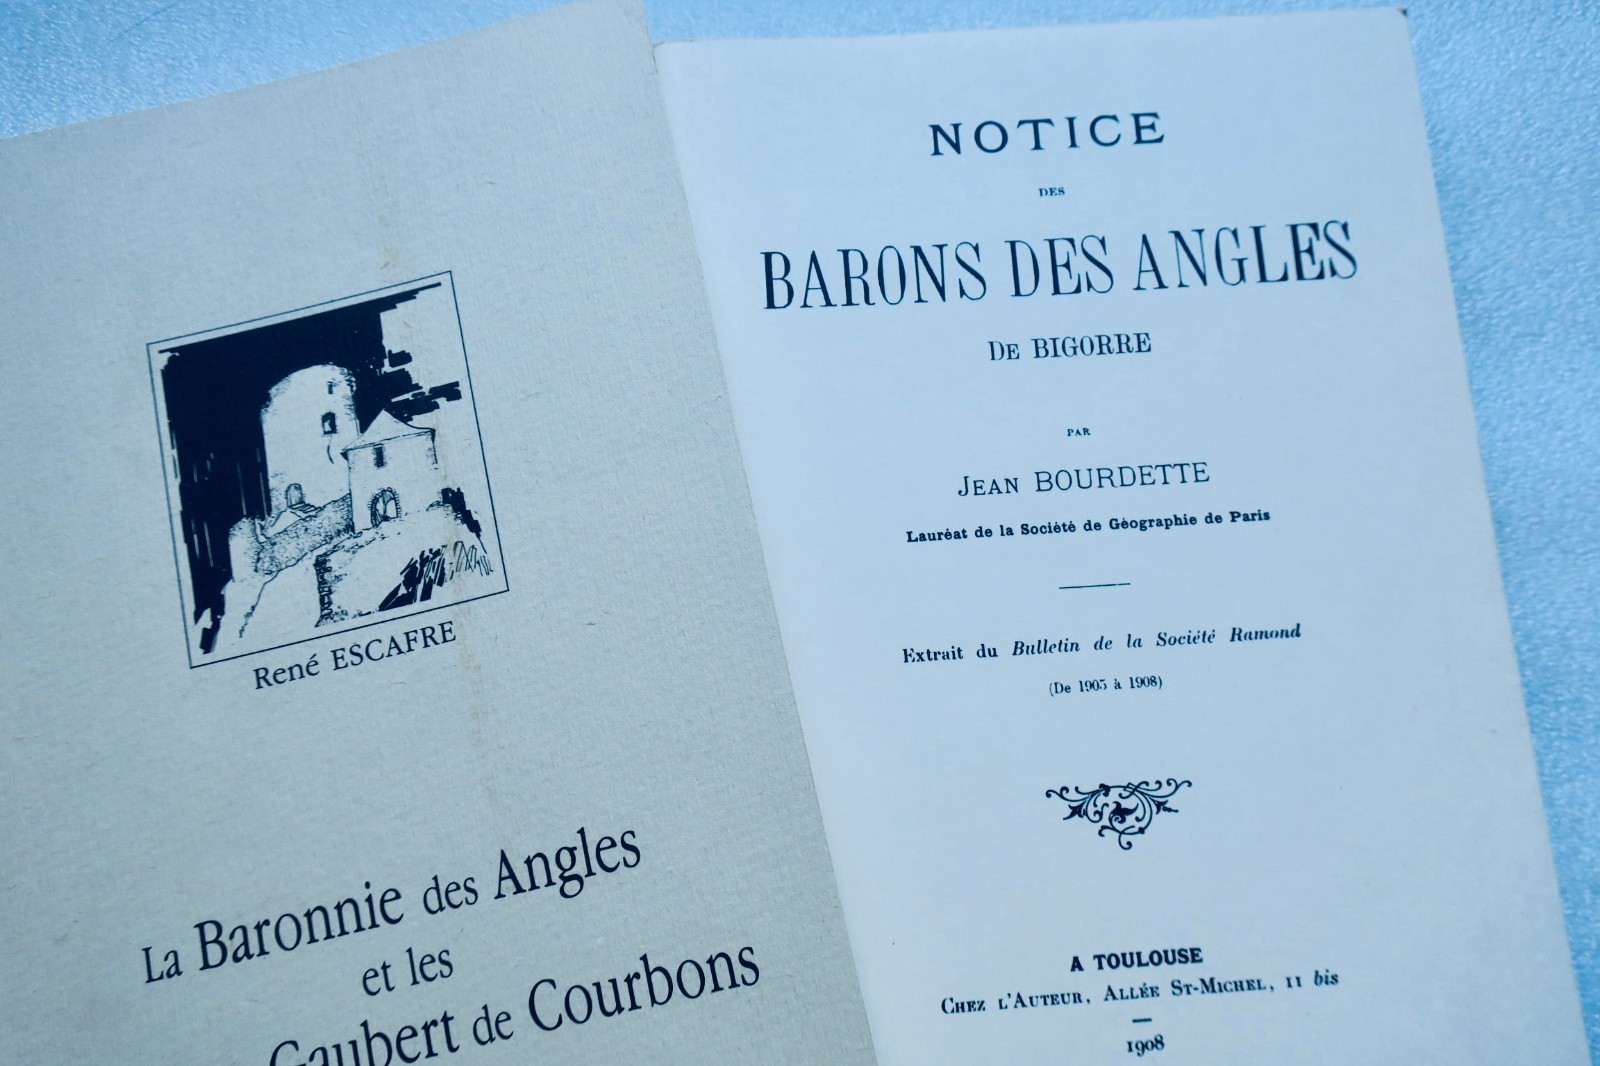 René ESCAFRE
La Baronnie des Angles
et les
Gaubert de Courbons
NOTICE
DES
BARONS DES ANGLES
DE BIGORRE
PAR
JEAN BOURDETTE
Lauréat de la Société de Géographie de Paris
Extrait du Bulletin de la Société Ramond
(De 1905 à 1908)
A TOULOUSE
CHEZ L'AUTEUR, ALLÉE ST-MICHEL, 11 bis
1908